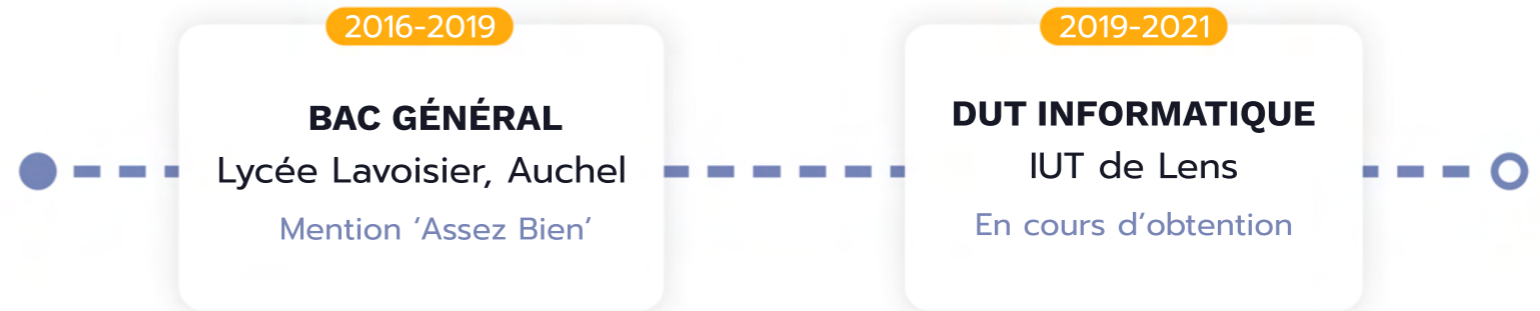 2016-2019
BAC GÉNÉRAL
Lycée Lavoisier, Auchel
Mention ‘Assez Bien’
2019-2021
DUT INFORMATIQUE
IUT de Lens
En cours d’obtention